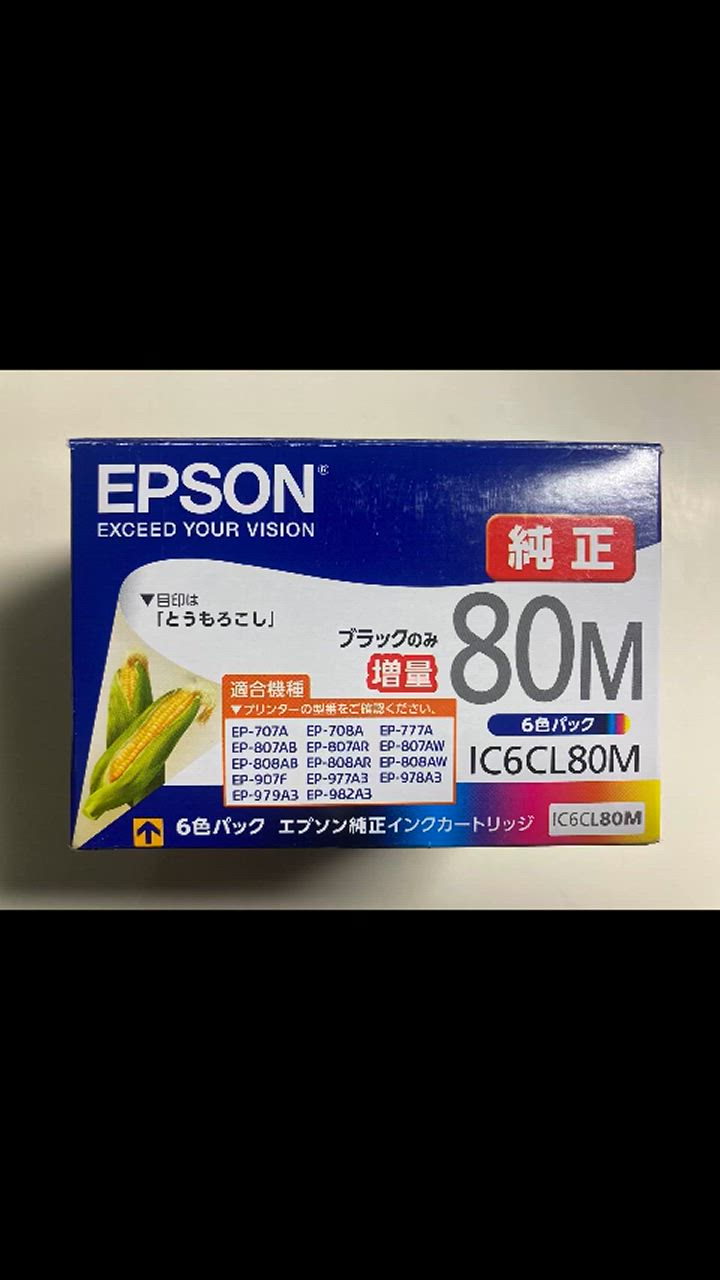 EPSON®
EXCEED YOUR VISION
純正
▼目印は
「とうもろこし」
ブラックのみ
増量
80M
6色パック
IC6CL80M
適合機種
▼プリンターの型番をご確認ください。
EP-707A EP-708A EP-777A
EP-807AB EP-807AR EP-807AW
EP-808AB EP-808AR EP-808AW
EP-907F EP-977A3 EP-978A3
EP-979A3 EP-982A3
6色パック エプソン純正インクカートリッジ IC6CL80M